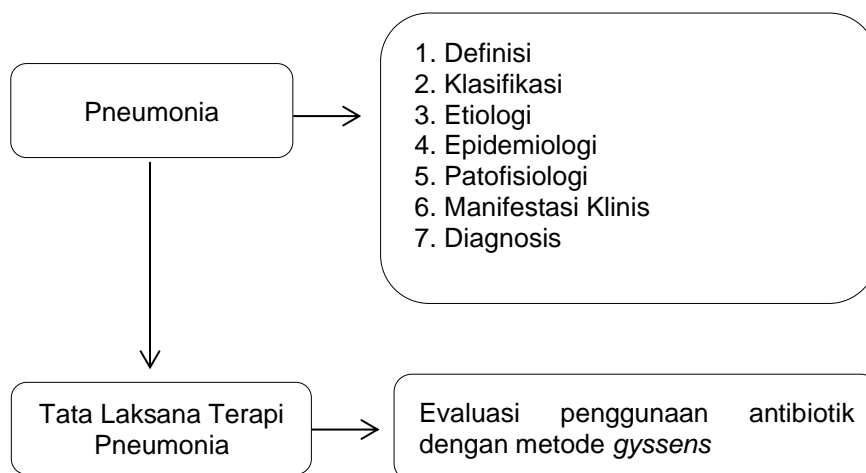 Pneumonia
1. Definisi
2. Klasifikasi
3. Etiologi
4. Epidemiologi
5. Patofisiologi
6. Manifestasi Klinis
7. Diagnosis
Tata Laksana Terapi
Pneumonia
Evaluasi penggunaan antibiotik
dengan metode gyssens